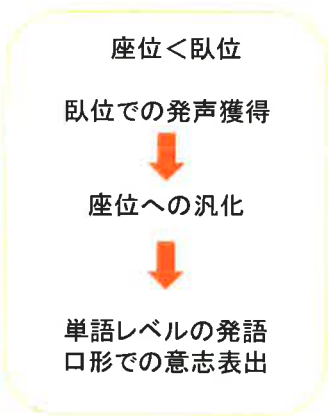 座位＜臥位
臥位での発声獲得
座位への汎化
単語レベルの発語
口形での意志表出